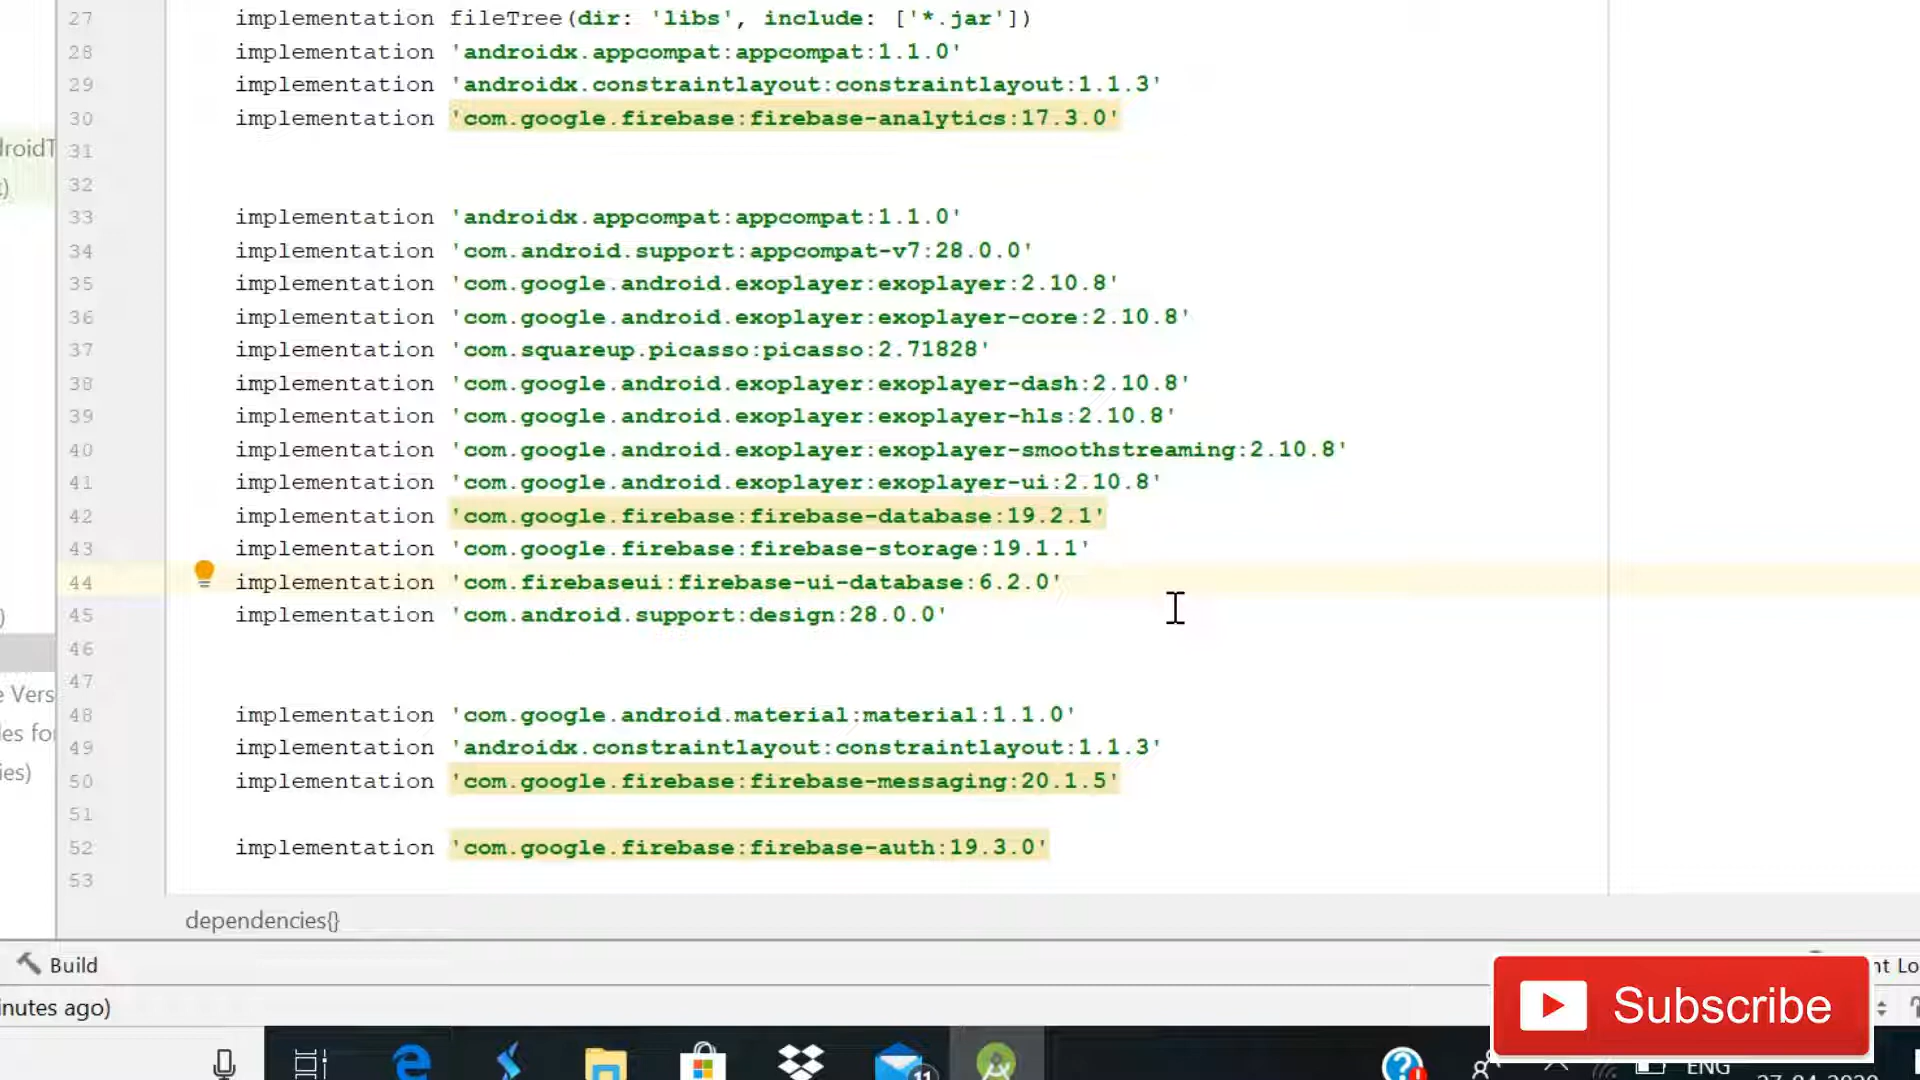 27 implementation fileTree(dir: 'libs', include: ['*.jar'])
28 implementation 'androidx.appcompat:appcompat:1.1.0'
29 implementation 'androidx.constraintlayout:constraintlayout:1.1.3'
30 implementation 'com.google.firebase:firebase-analytics:17.3.0'
droidT 31
32
33 implementation 'androidx.appcompat:appcompat:1.1.0'
34 implementation 'com.android.support:appcompat-v7:28.0.0'
35 implementation 'com.google.android.exoplayer:exoplayer:2.10.8'
36 implementation 'com.google.android.exoplayer:exoplayer-core:2.10.8'
37 implementation 'com.squareup.picasso:picasso:2.71828'
38 implementation 'com.google.android.exoplayer:exoplayer-dash:2.10.8'
39 implementation 'com.google.android.exoplayer:exoplayer-hls:2.10.8'
40 implementation 'com.google.android.exoplayer:exoplayer-smoothstreaming:2.10.8'
41 implementation 'com.google.android.exoplayer:exoplayer-ui:2.10.8'
42 implementation 'com.google.firebase:firebase-database:19.2.1'
43 implementation 'com.google.firebase:firebase-storage:19.1.1'
44 implementation 'com.firebaseui:firebase-ui-database:6.2.0'
) 45 implementation 'com.android.support:design:28.0.0'
46
e Vers 47
les fo 48 implementation 'com.google.android.material:material:1.1.0'
49 implementation 'androidx.constraintlayout:constraintlayout:1.1.3'
ies) 50 implementation 'com.google.firebase:firebase-messaging:20.1.5'
51
52 implementation 'com.google.firebase:firebase-auth:19.3.0'
53
dependencies{}
Build
nt Lo
inutes ago)
Subscribe
11
ENG